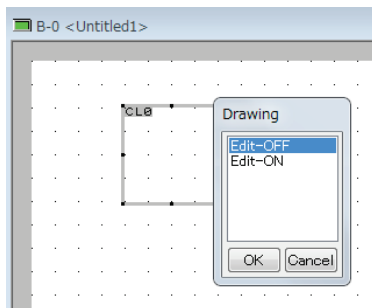 B-0 <Untitled1>
CL0
Drawing
Edit-OFF
Edit-ON
OK
Cancel